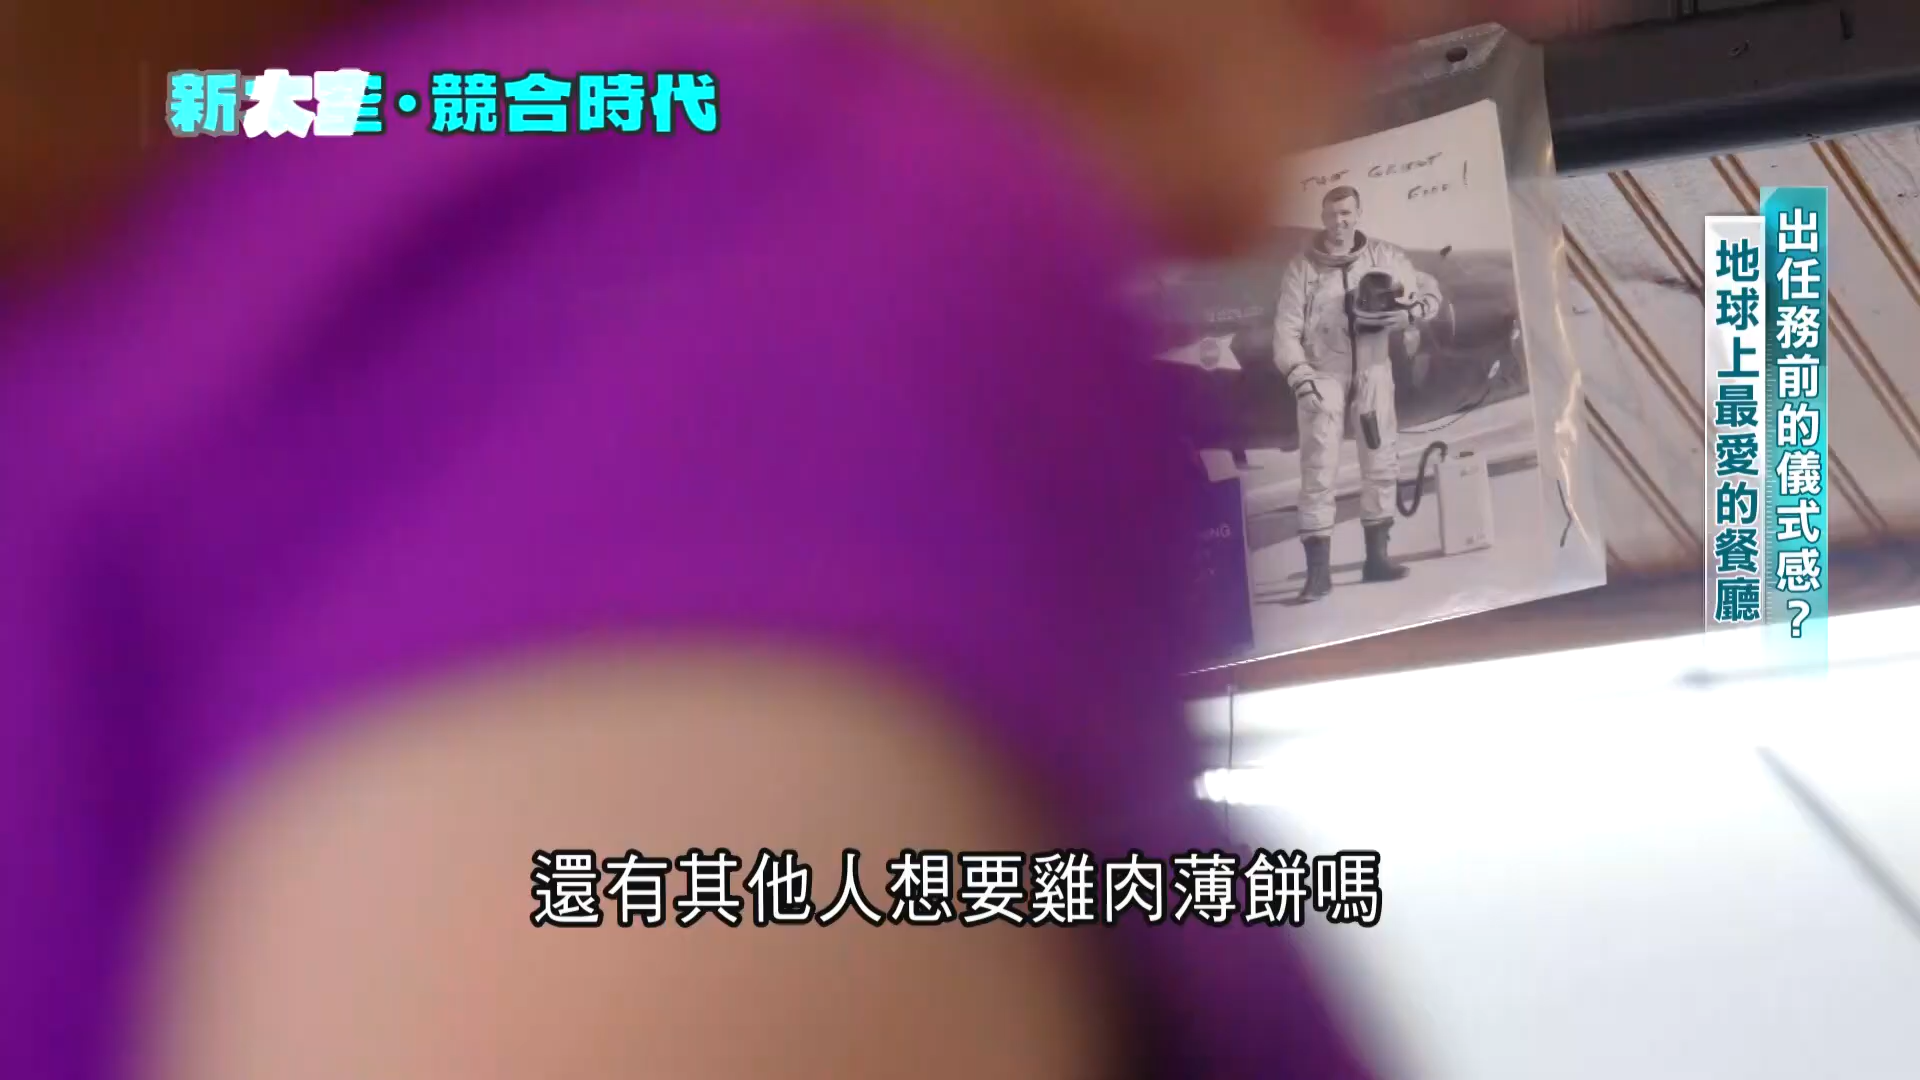 新太空·競合時代
出任務前的儀式感？
地球上最愛的餐廳
還有其他人想要雞肉薄餅嗎